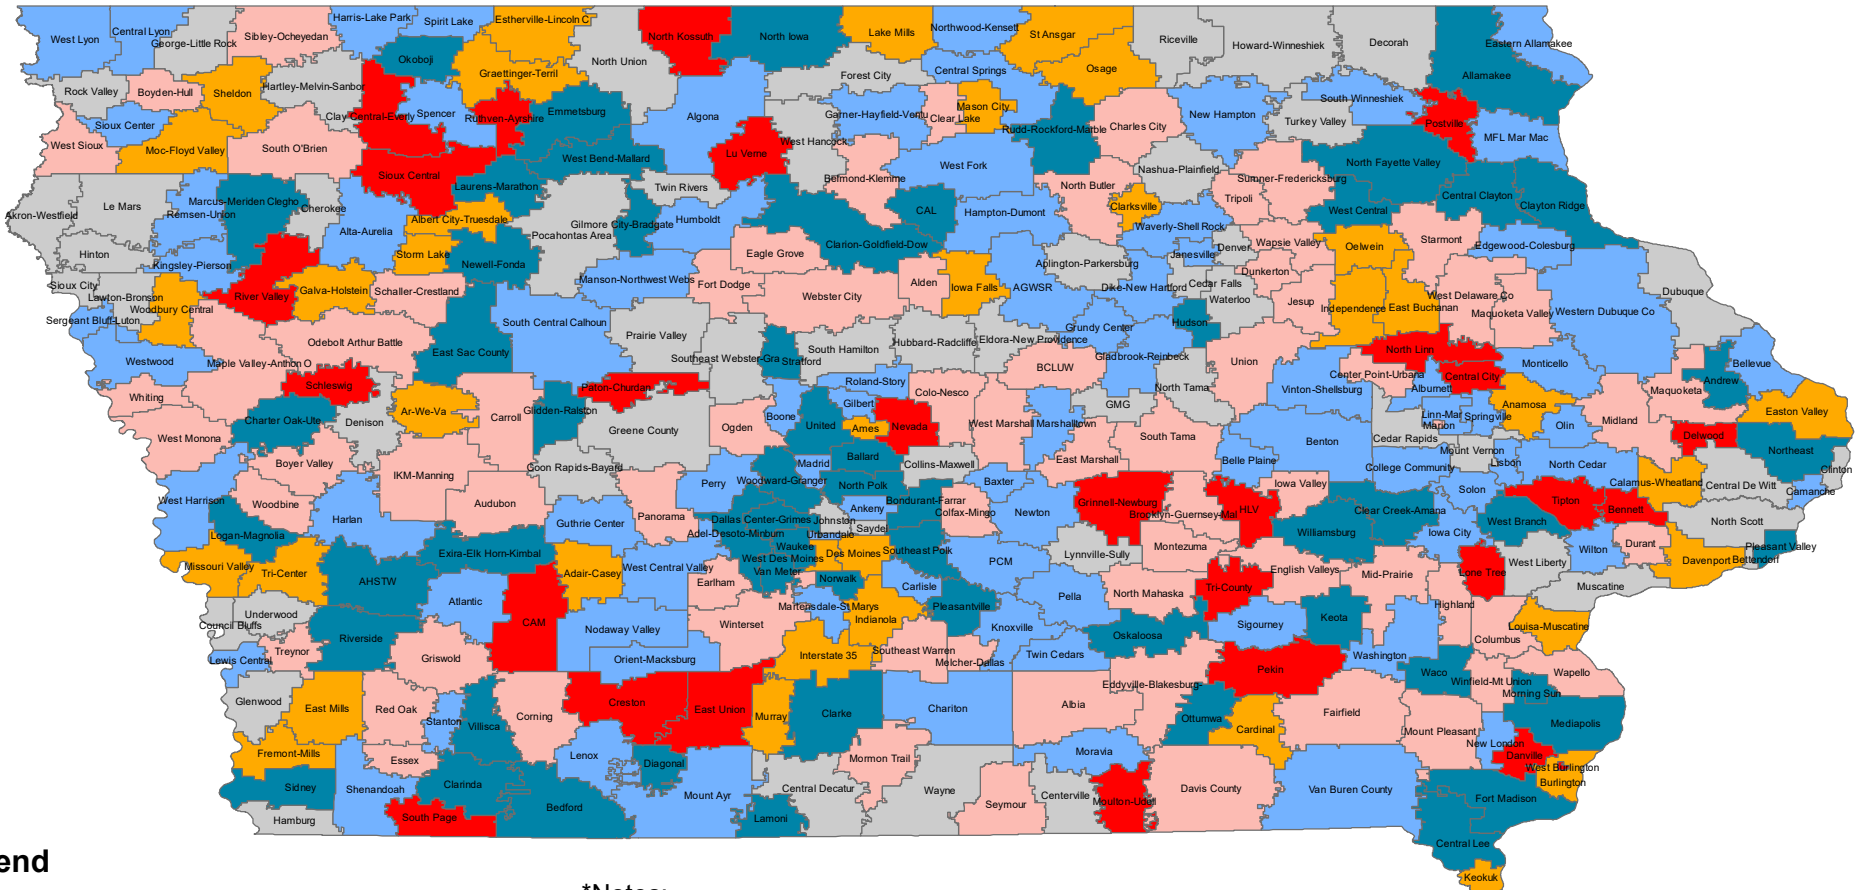 West Lyon
Central Lyon
George-Little Rock
Sibley-Ocheyedan
Harris-Lake Park
Spirit Lake
Estherville-Lincoln C
North Kossuth
North Iowa
Lake Mills
Northwood-Kensett
St Ansgar
Riceville
Howard-Winneshiek
Decorah
Eastern Allamakee
Okoboji
Graettinger-Terril
North Union
Forest City
Central Springs
Osage
Allamakee
Rock Valley
Boyden-Hull
Sheldon
Hartley-Melvin-Sanbor
Clay Central-Everly
Spencer
Ruthven-Ayrshire
Emmetsburg
Algona
Garner-Hayfield-Ventu
Clear Lake
Mason City
Rudd-Rockford-Marble
Charles City
New Hampton
South Winneshiek
Turkey Valley
Postville
MFL Mar Mac
Sioux Center
West Sioux
Moc-Floyd Valley
South O'Brien
Sioux Central
West Bend-Mallard
Laurens-Marathon
Lu Verne
West Hancock
Belmond-Klemme
West Fork
North Butler
Nashua-Plainfield
Sumner-Fredericksburg
North Fayette Valley
Central Clayton
Clayton Ridge
Akron-Westfield
Le Mars
Remsen-Union
Marcus-Meriden Clegho
Cherokee
Alta-Aurelia
Albert City-Truesdale
Twin Rivers
Gilmore City-Bradgate
Pocahontas Area
Humboldt
CAL
Hampton-Dumont
Clarksville
Tripoli
West Central
Waverly-Shell Rock
Hinton
Kingsley-Pierson
Storm Lake
Newell-Fonda
Manson-Northwest Webs
Eagle Grove
Clarion-Goldfield-Dow
Aplington-Parkersburg
Janesville
Denver
Wapsie Valley
Oelwein
Starmont
Edgewood-Colesburg
Sioux City
Lawton-Bronson
Woodbury Central
River Valley
Galva-Holstein
Schaller-Crestland
Fort Dodge
Webster City
Alden
Iowa Falls
AGWSR
Dike-New Hartford
Cedar Falls
Waterloo
Dunkerton
Jesup
Independence
East Buchanan
West Delaware Co
Maquoketa Valley
Western Dubuque Co
Dubuque
Sergeant Bluff-Luton
Westwood
Maple Valley-Anthon O
Odebolt Arthur Battle
East Sac County
South Central Calhoun
Prairie Valley
Southeast Webster-Gra
Stratford
South Hamilton
Hubbard-Radcliffe
Eldora-New Providence
Grundy Center
Gladbrook-Reinbeck
Hudson
Union
North Linn
Monticello
Bellevue
Whiting
Schleswig
Ar-We-Va
Carroll
Glidden-Ralston
Paton-Churdan
Roland-Story
Gilbert
Colo-Nesco
BCLUW
North Tama
Vinton-Shellsburg
Center Point-Urbana
Central City
Alburnett
Anamosa
Maquoketa
Andrew
Easton Valley
West Monona
Charter Oak-Ute
Denison
Greene County
Ogden
Boone
United
Ames
Nevada
West Marshall
Marshalltown
GMG
South Tama
Benton
Linn-Mar
Marion
Springville
Olin
Midland
Delwood
Northeast
Boyer Valley
IKM-Manning
Coon Rapids-Bayard
Madrid
Ballard
Collins-Maxwell
East Marshall
Belle Plaine
Cedar Rapids
College Community
Mount Vernon
Lisbon
North Cedar
Calamus-Wheatland
Central De Witt
Clinton
Camanche
West Harrison
Woodbine
Harlan
Audubon
Guthrie Center
Panorama
Perry
Woodward-Granger
North Polk
Bondurant-Farrar
Baxter
Colfax-Mingo
Newton
Grinnell-Newburg
Brooklyn-Guernsey-Mal
HLV
Iowa Valley
Clear Creek-Amana
Solon
Tipton
Bennett
North Scott
Logan-Magnolia
Exira-Elk Horn-Kimbal
Dallas Center-Grimes
Johnston
Ankeny
Saydel
Adel-Desoto-Minburn
Urbandale
Waukee
Williamsburg
Iowa City
West Branch
Wilton
Durant
Pleasant Valley
Missouri Valley
Tri-Center
AHSTW
Adair-Casey
West Central Valley
West Des Moines
Van Meter
Des Moines
Southeast Polk
PCM
Lynnville-Sully
Montezuma
English Valleys
Mid-Prairie
Lone Tree
West Liberty
Davenport
Bettendorf
Muscatine
Underwood
Council Bluffs
Atlantic
CAM
Earlham
Norwalk
Carlisle
Pleasantville
Pella
North Mahaska
Tri-County
Highland
Riverside
Nodaway Valley
Winterset
Martensdale-St Marys
Indianola
Knoxville
Oskaloosa
Sigourney
Keota
Columbus
Louisa-Muscatine
Lewis Central
Treynor
Griswold
Orient-Macksburg
Interstate 35
Southeast Warren
Melcher-Dallas
Twin Cedars
Pekin
Washington
Waco
Winfield-Mt Union
Wapello
Glenwood
East Mills
Red Oak
Stanton
Villisca
Corning
Creston
East Union
Murray
Clarke
Chariton
Albia
Eddyville-Blakesburg-
Ottumwa
Cardinal
Fairfield
Mount Pleasant
Morning Sun
Mediapolis
Fremont-Mills
Essex
Lenox
Diagonal
Mormon Trail
Moravia
New London
Danville
West Burlington
Burlington
Sidney
Shenandoah
Clarinda
Bedford
Mount Ayr
Central Decatur
Wayne
Seymour
Centerville
Moulton-Udell
Davis County
Van Buren County
Fort Madison
Hamburg
South Page
Lamoni
Central Lee
Keokuk
end
*Notes: